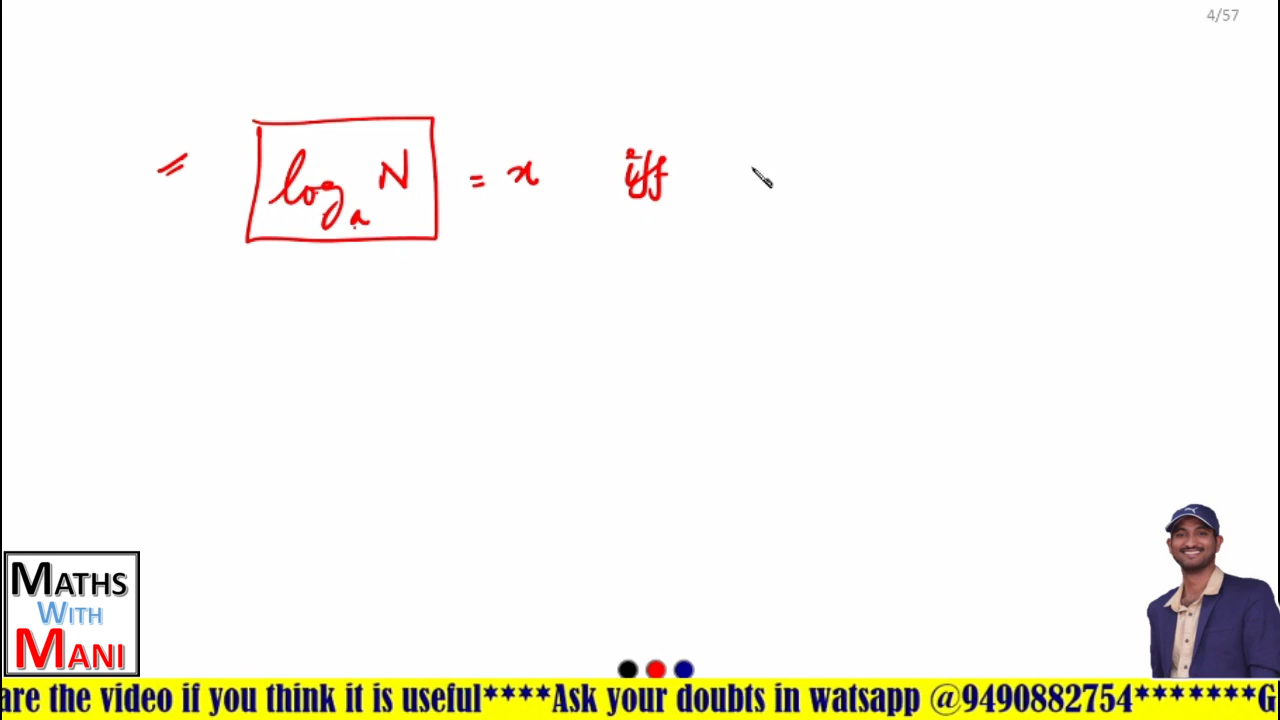 4/57
= log_a N = x iff
MATHS
WITH
MANI
are the video if you think it is useful****Ask your doubts in watsapp @9490882754*******G